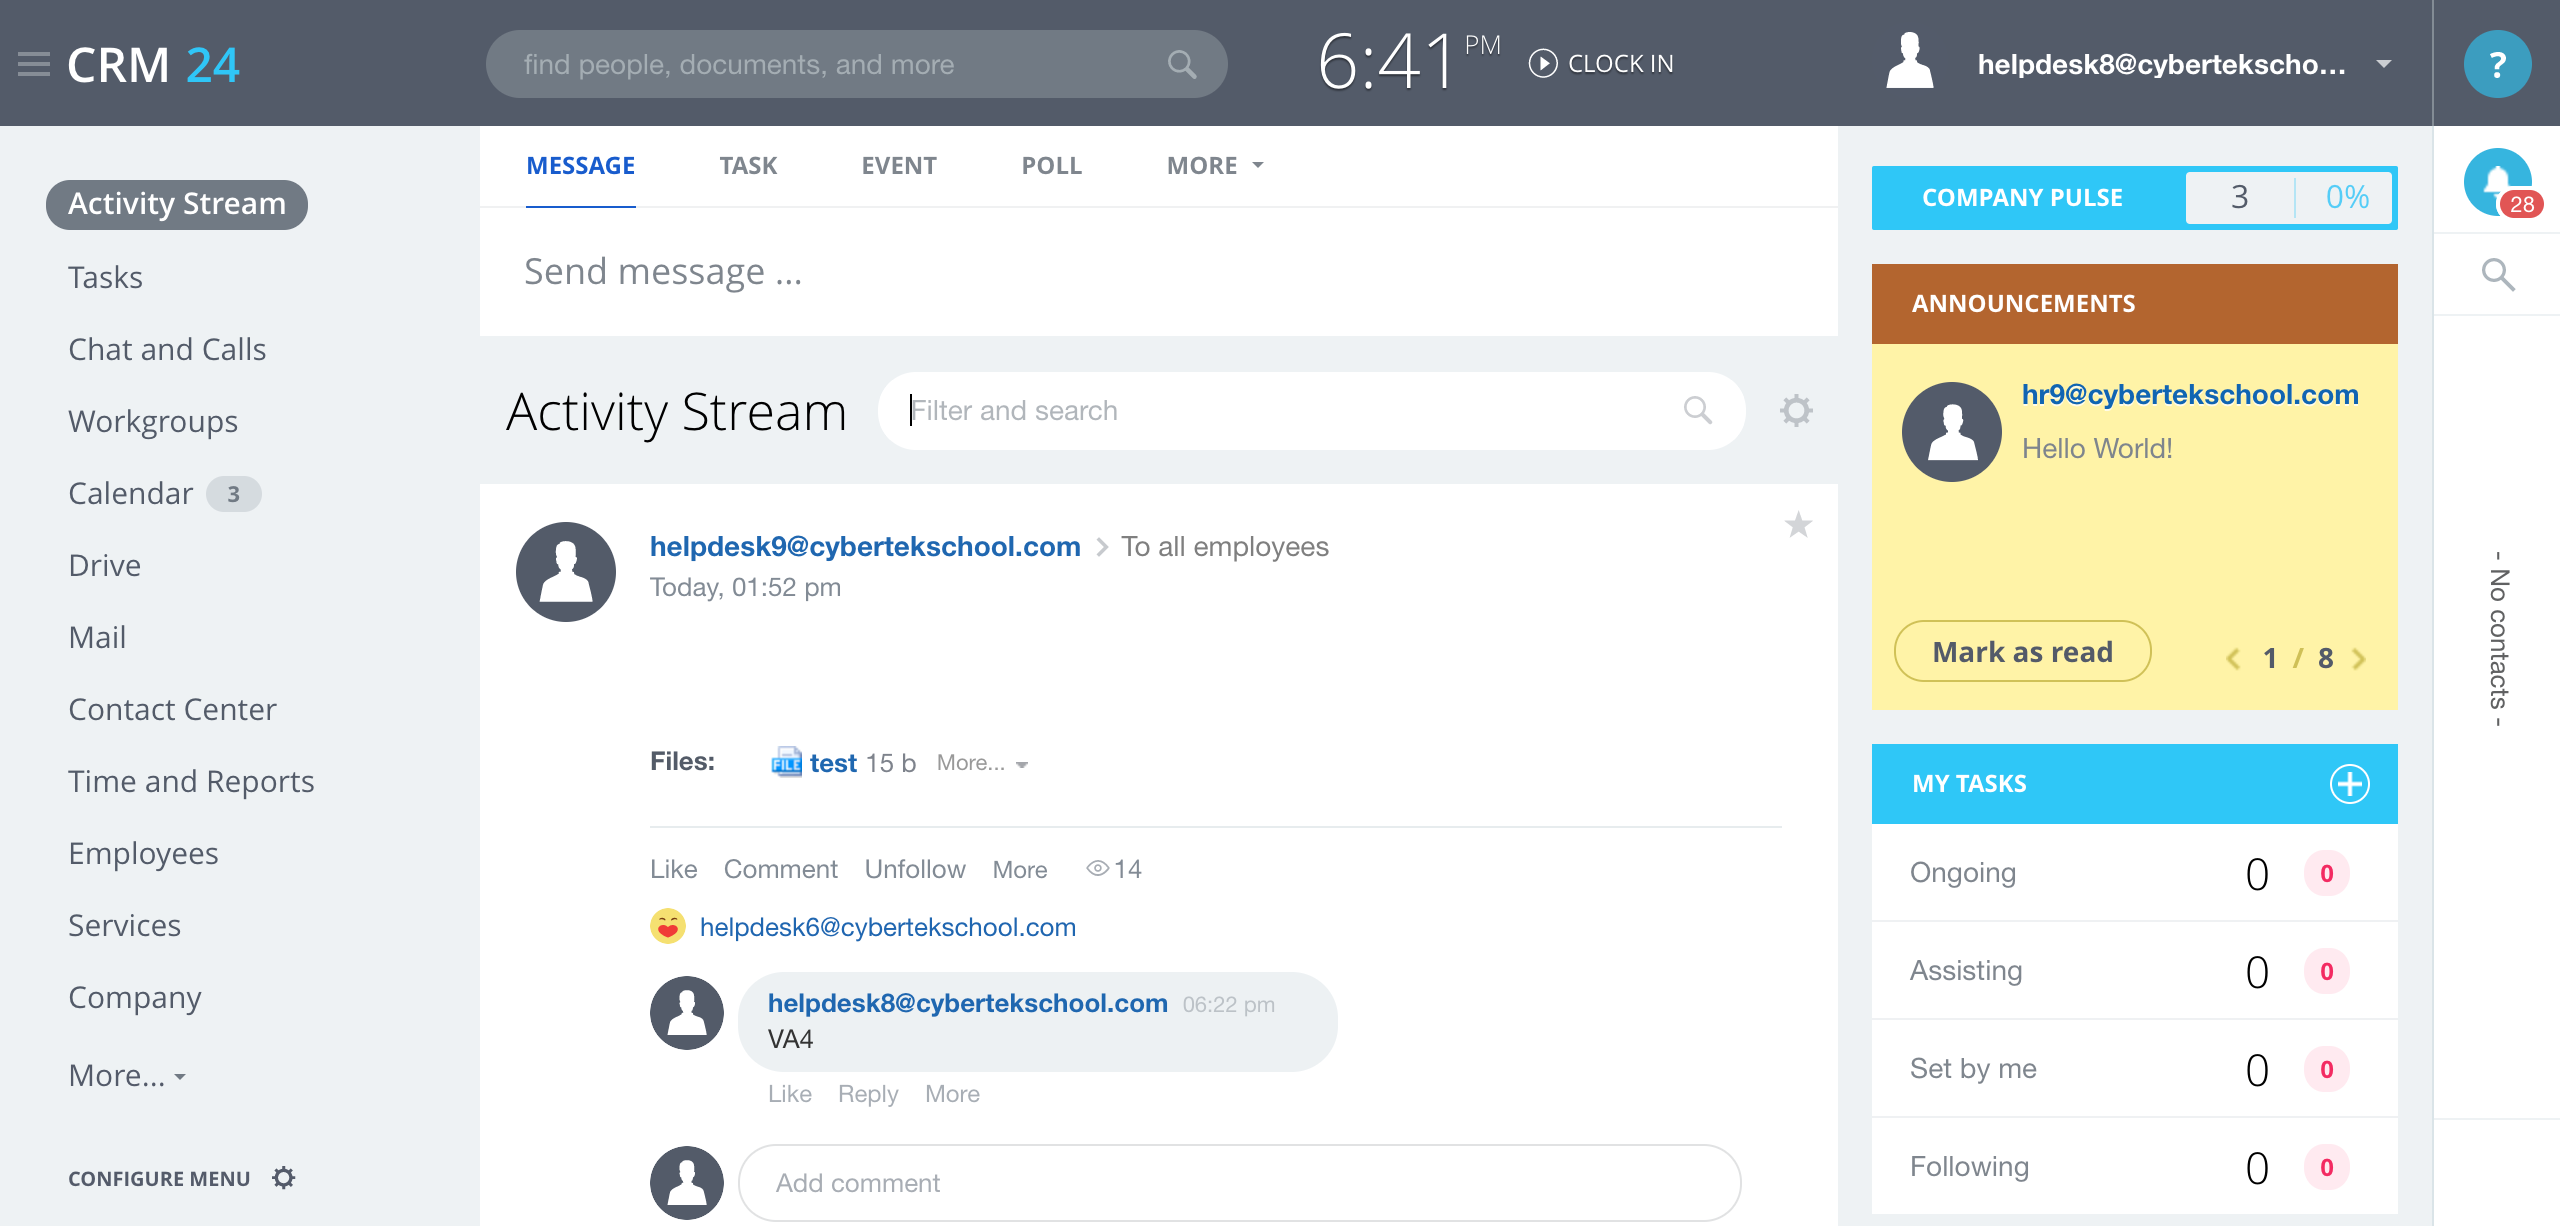 CRM 24
find people, documents, and more
6:41 PM
CLOCK IN
helpdesk8@cybertekscho...
?
Activity Stream
Tasks
Chat and Calls
Workgroups
Calendar 3
Drive
Mail
Contact Center
Time and Reports
Employees
Services
Company
More...
CONFIGURE MENU
MESSAGE TASK EVENT POLL MORE
Send message ...
Activity Stream
Filter and search
helpdesk9@cybertekschool.com > To all employees
Today, 01:52 pm
Files: FILE test 15 b More...
Like Comment Unfollow More 14
helpdesk6@cybertekschool.com
helpdesk8@cybertekschool.com 06:22 pm
VA4
Like Reply More
Add comment
COMPANY PULSE 3 0%
ANNOUNCEMENTS
hr9@cybertekschool.com
Hello World!
Mark as read
1 / 8
MY TASKS
Ongoing 0 0
Assisting 0 0
Set by me 0 0
Following 0 0
28
- No contacts -